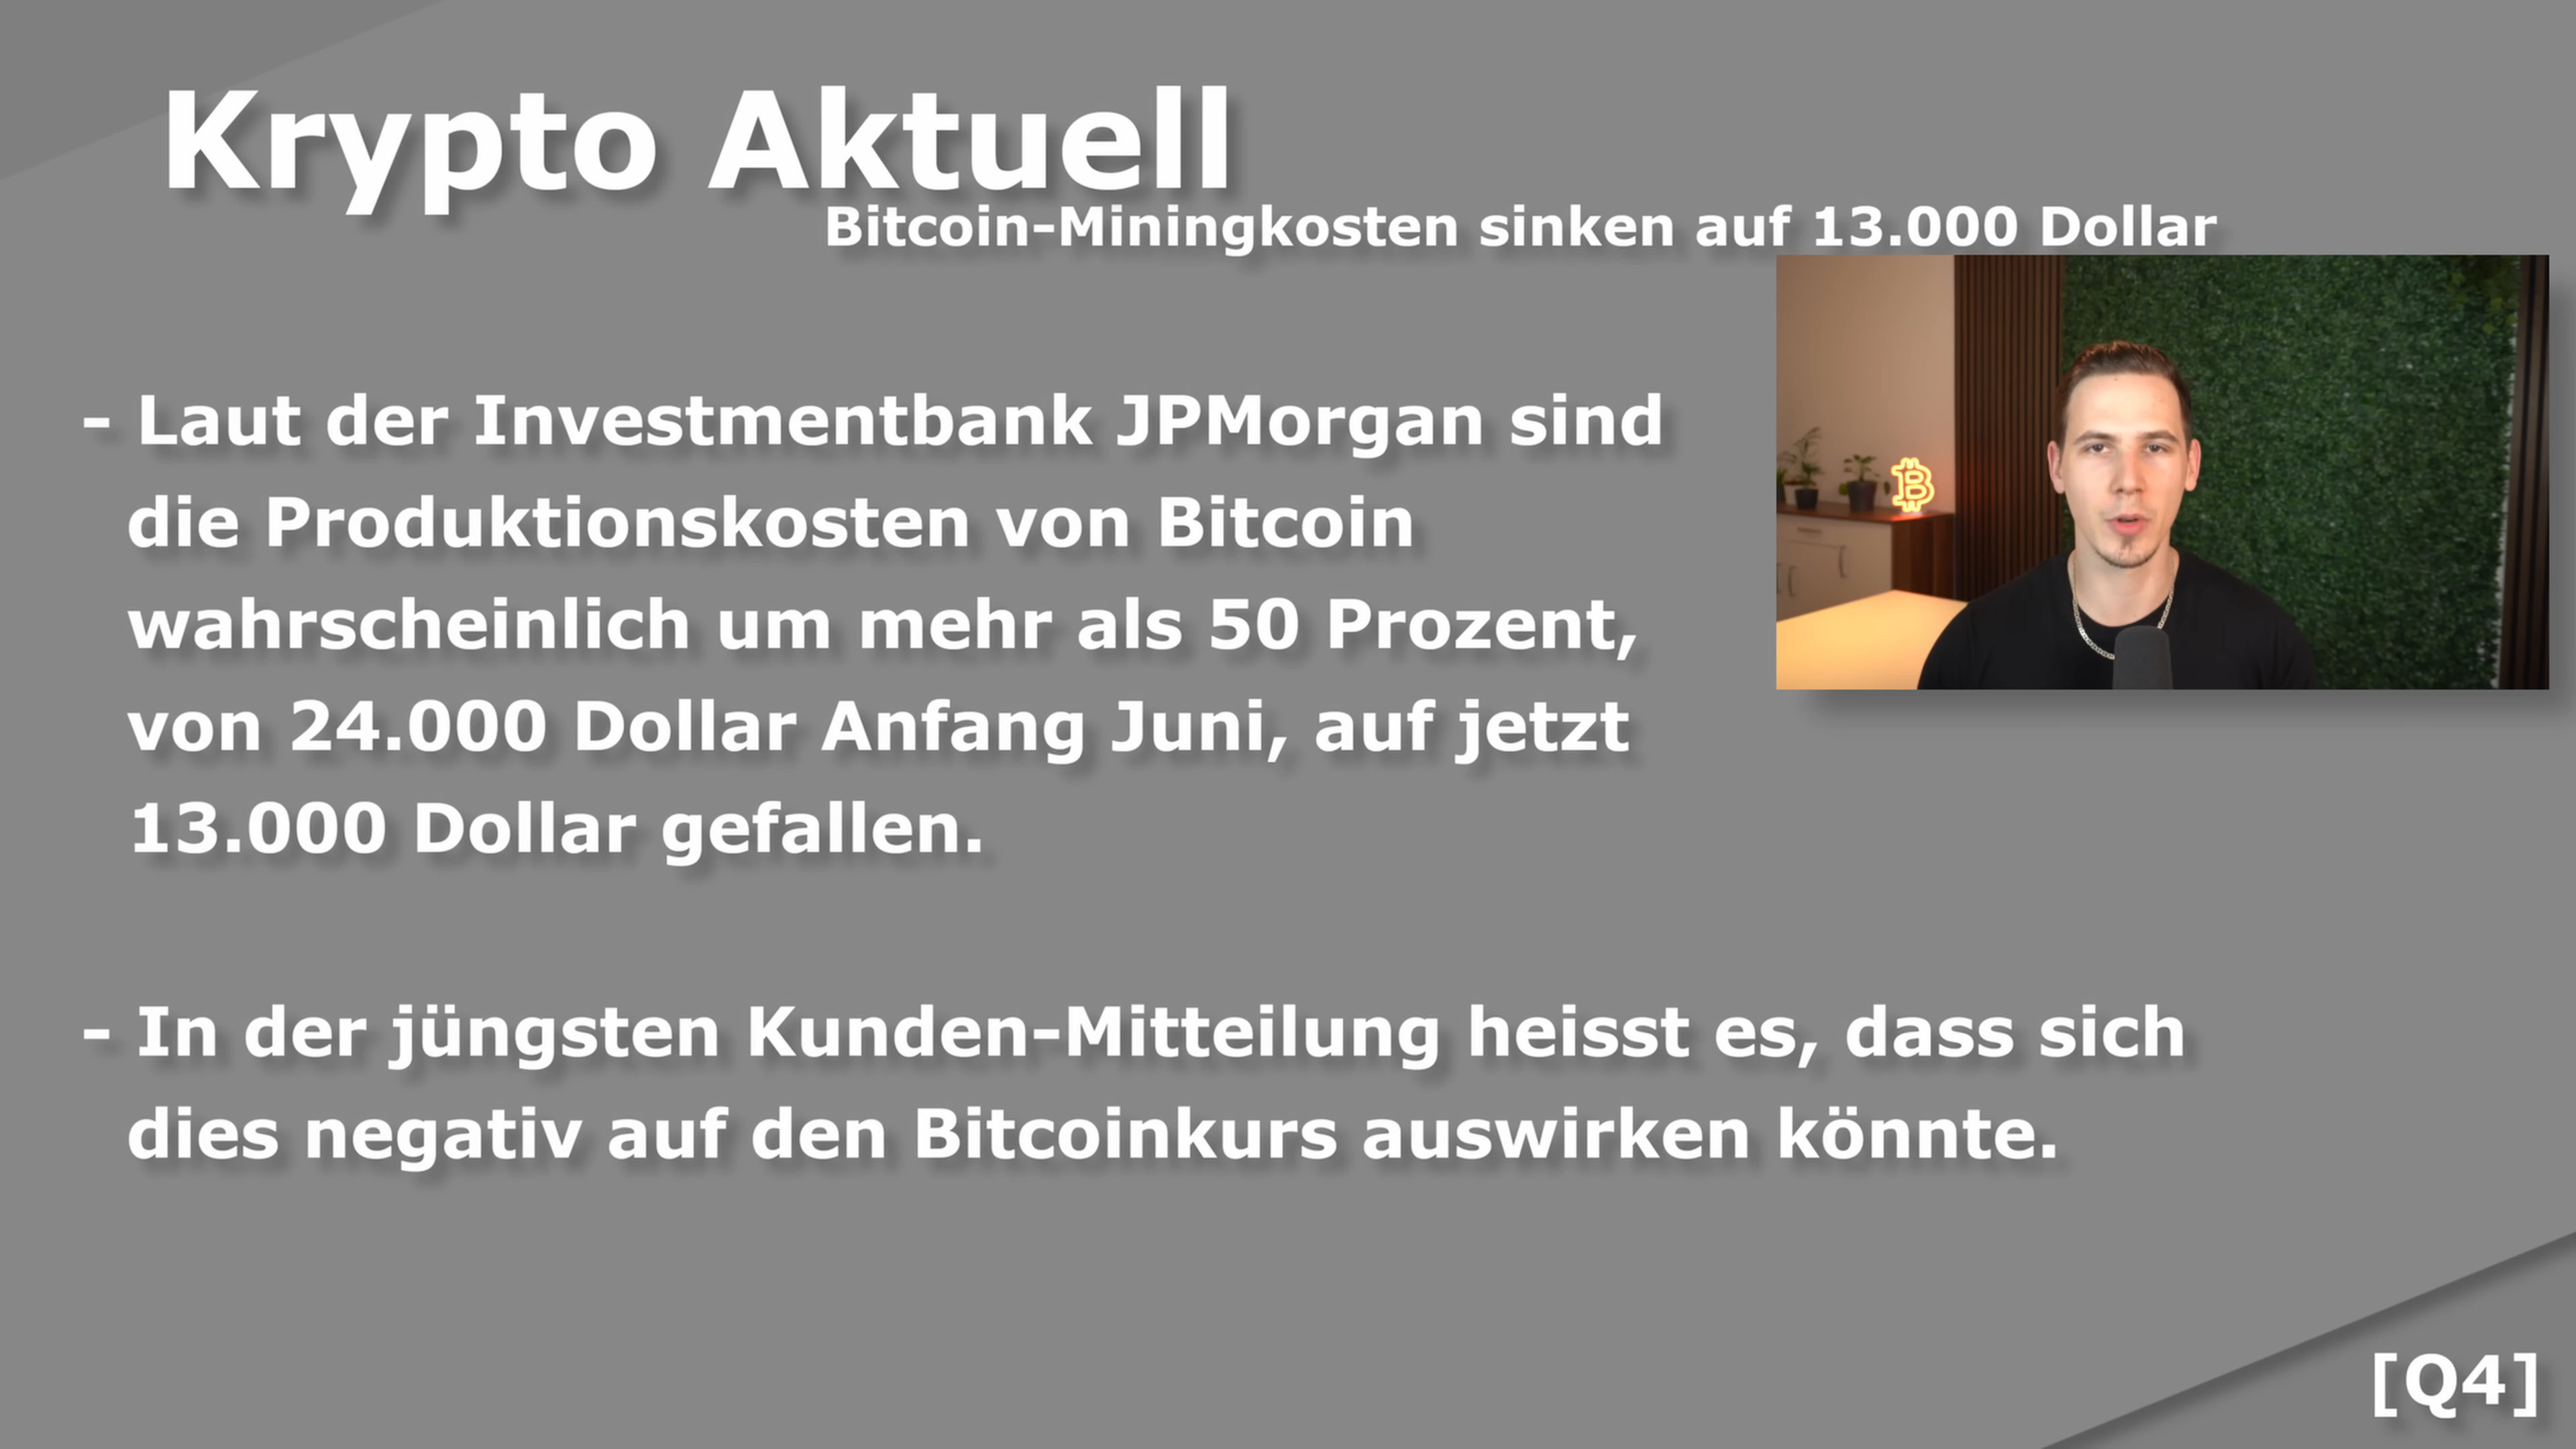 Krypto Aktuell
Bitcoin-Miningkosten sinken auf 13.000 Dollar
- Laut der Investmentbank JPMorgan sind
die Produktionskosten von Bitcoin
wahrscheinlich um mehr als 50 Prozent,
von 24.000 Dollar Anfang Juni, auf jetzt
13.000 Dollar gefallen.
- In der jüngsten Kunden-Mitteilung heisst es, dass sich
dies negativ auf den Bitcoinkurs auswirken könnte.
[Q4]